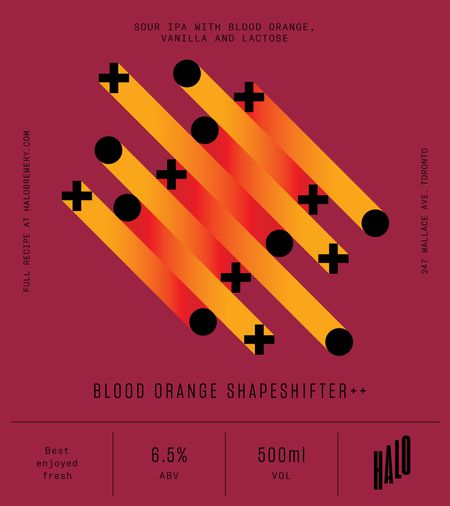 SOUR IPA WITH BLOOD ORANGE,
VANILLA AND LACTOSE
FULL RECIPE AT HALOBREWERY.COM
247 WALLACE AVE, TORONTO
BLOOD ORANGE SHAPESHIFTER++
Best
enjoyed
fresh
6.5%
ABV
500ml
VOL
HALO